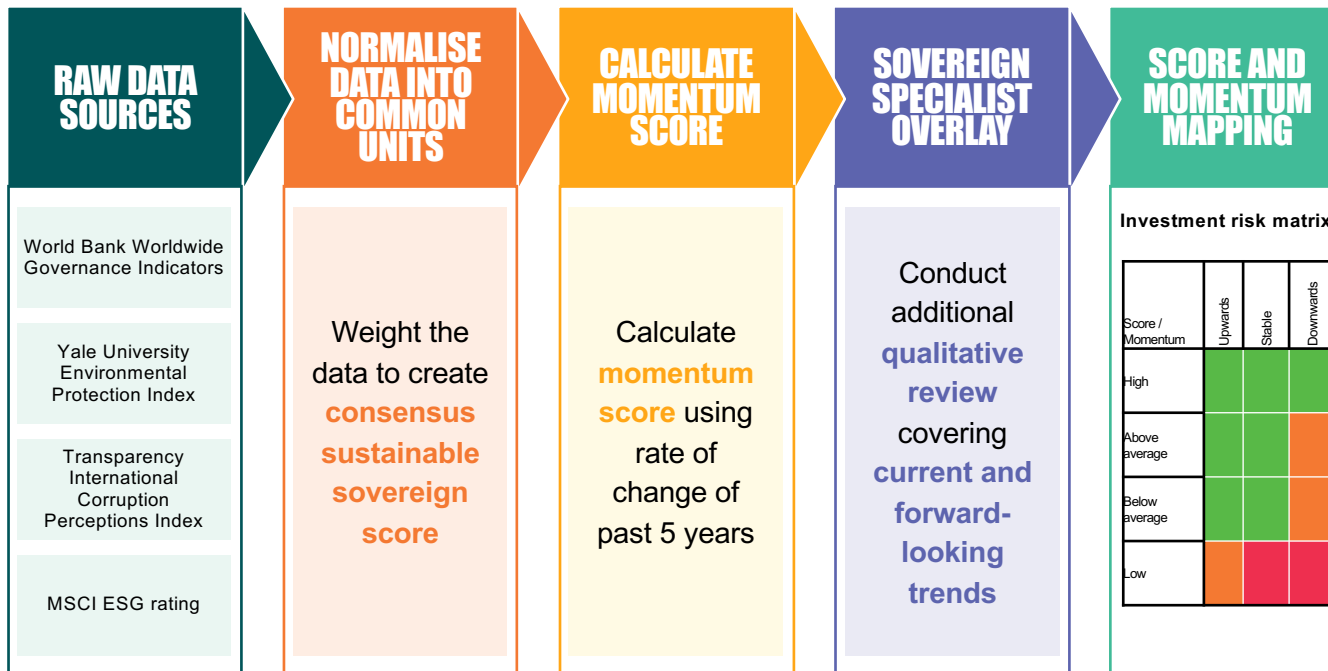 RAW DATA
SOURCES
World Bank Worldwide
Governance Indicators
Yale University
Environmental
Protection Index
Transparency
International
Corruption
Perceptions Index
MSCI ESG rating
NORMALISE
DATA INTO
COMMON
UNITS
Weight the
data to create
consensus
sustainable
sovereign
score
CALCULATE
MOMENTUM
SCORE
Calculate
momentum
score using
rate of
change of
past 5 years
SOVEREIGN
SPECIALIST
OVERLAY
Conduct
additional
qualitative
review
covering
current and
forward-
looking
trends
SCORE AND
MOMENTUM
MAPPING
Investment risk matrix
Score /
Momentum
Upwards
Stable
Downwards
High
Above
average
Below
average
Low